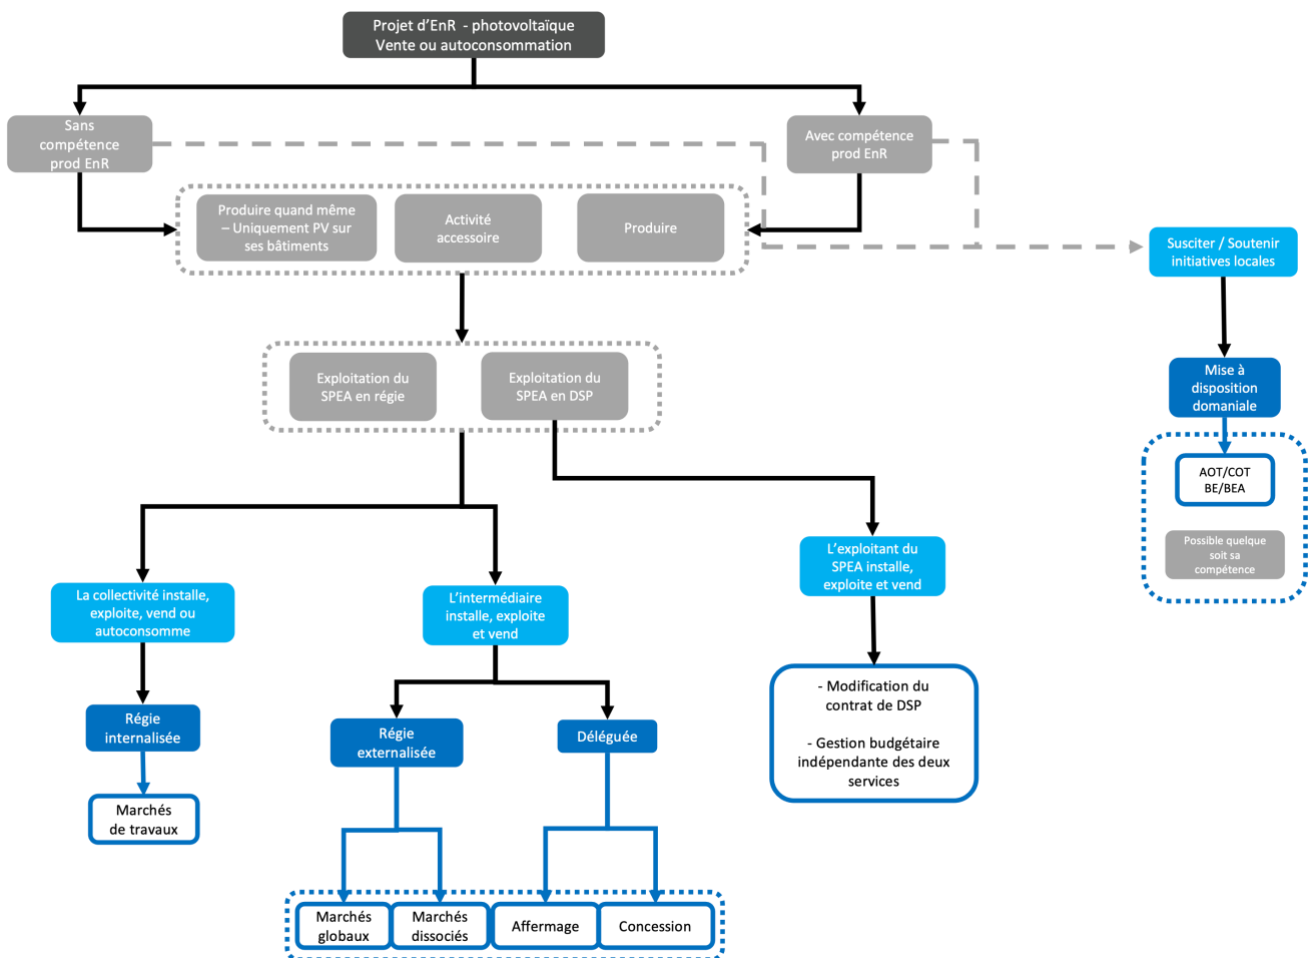 Projet d'EnR - photovoltaïque
Vente ou autoconsommation
Sans
compétence
prod EnR
Avec compétence
prod EnR
Produire quand même
– Uniquement PV sur
ses bâtiments
Activité
accessoire
Produire
Susciter / Soutenir
initiatives locales
Exploitation du
SPEA en régie
Exploitation du
SPEA en DSP
Mise à
disposition
domaniale
AOT/COT
BE/BEA
Possible quelque
soit sa
compétence
La collectivité installe,
exploite, vend ou
autoconsomme
L'intermédiaire
installe, exploite
et vend
L'exploitant du
SPEA installe,
exploite et vend
Régie
internalisée
Régie
externalisée
Déléguée
- Modification du
contrat de DSP
- Gestion budgétaire
indépendante des deux
services
Marchés
de travaux
Marchés
globaux
Marchés
dissociés
Affermage
Concession